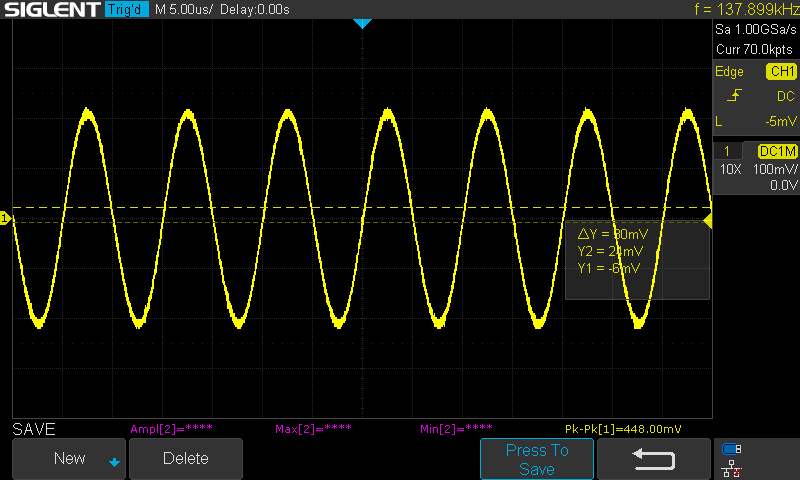 SIGLENT Trig'd M 5.00us/ Delay:0.00s f = 137.899kHz
Sa 1.00GSa/s
Curr 70.0kpts
Edge CH1
DC
L -5mV
1 DC1M
10X 100mV/
0.0V
1
△Y = 30mV
Y2 = 24mV
Y1 = -6mV
SAVE Ampl[2]=**** Max[2]=**** Min[2]=**** Pk-Pk[1]=448.00mV
New Delete Press To
Save